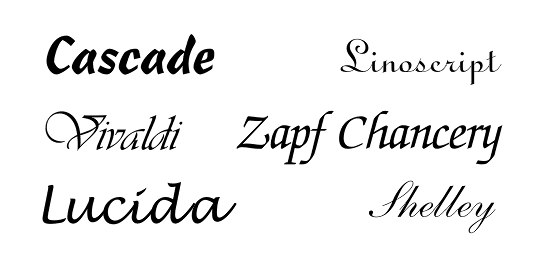 Cascade Linoscript
Vivaldi Zapf Chancery
Lucida Shelley